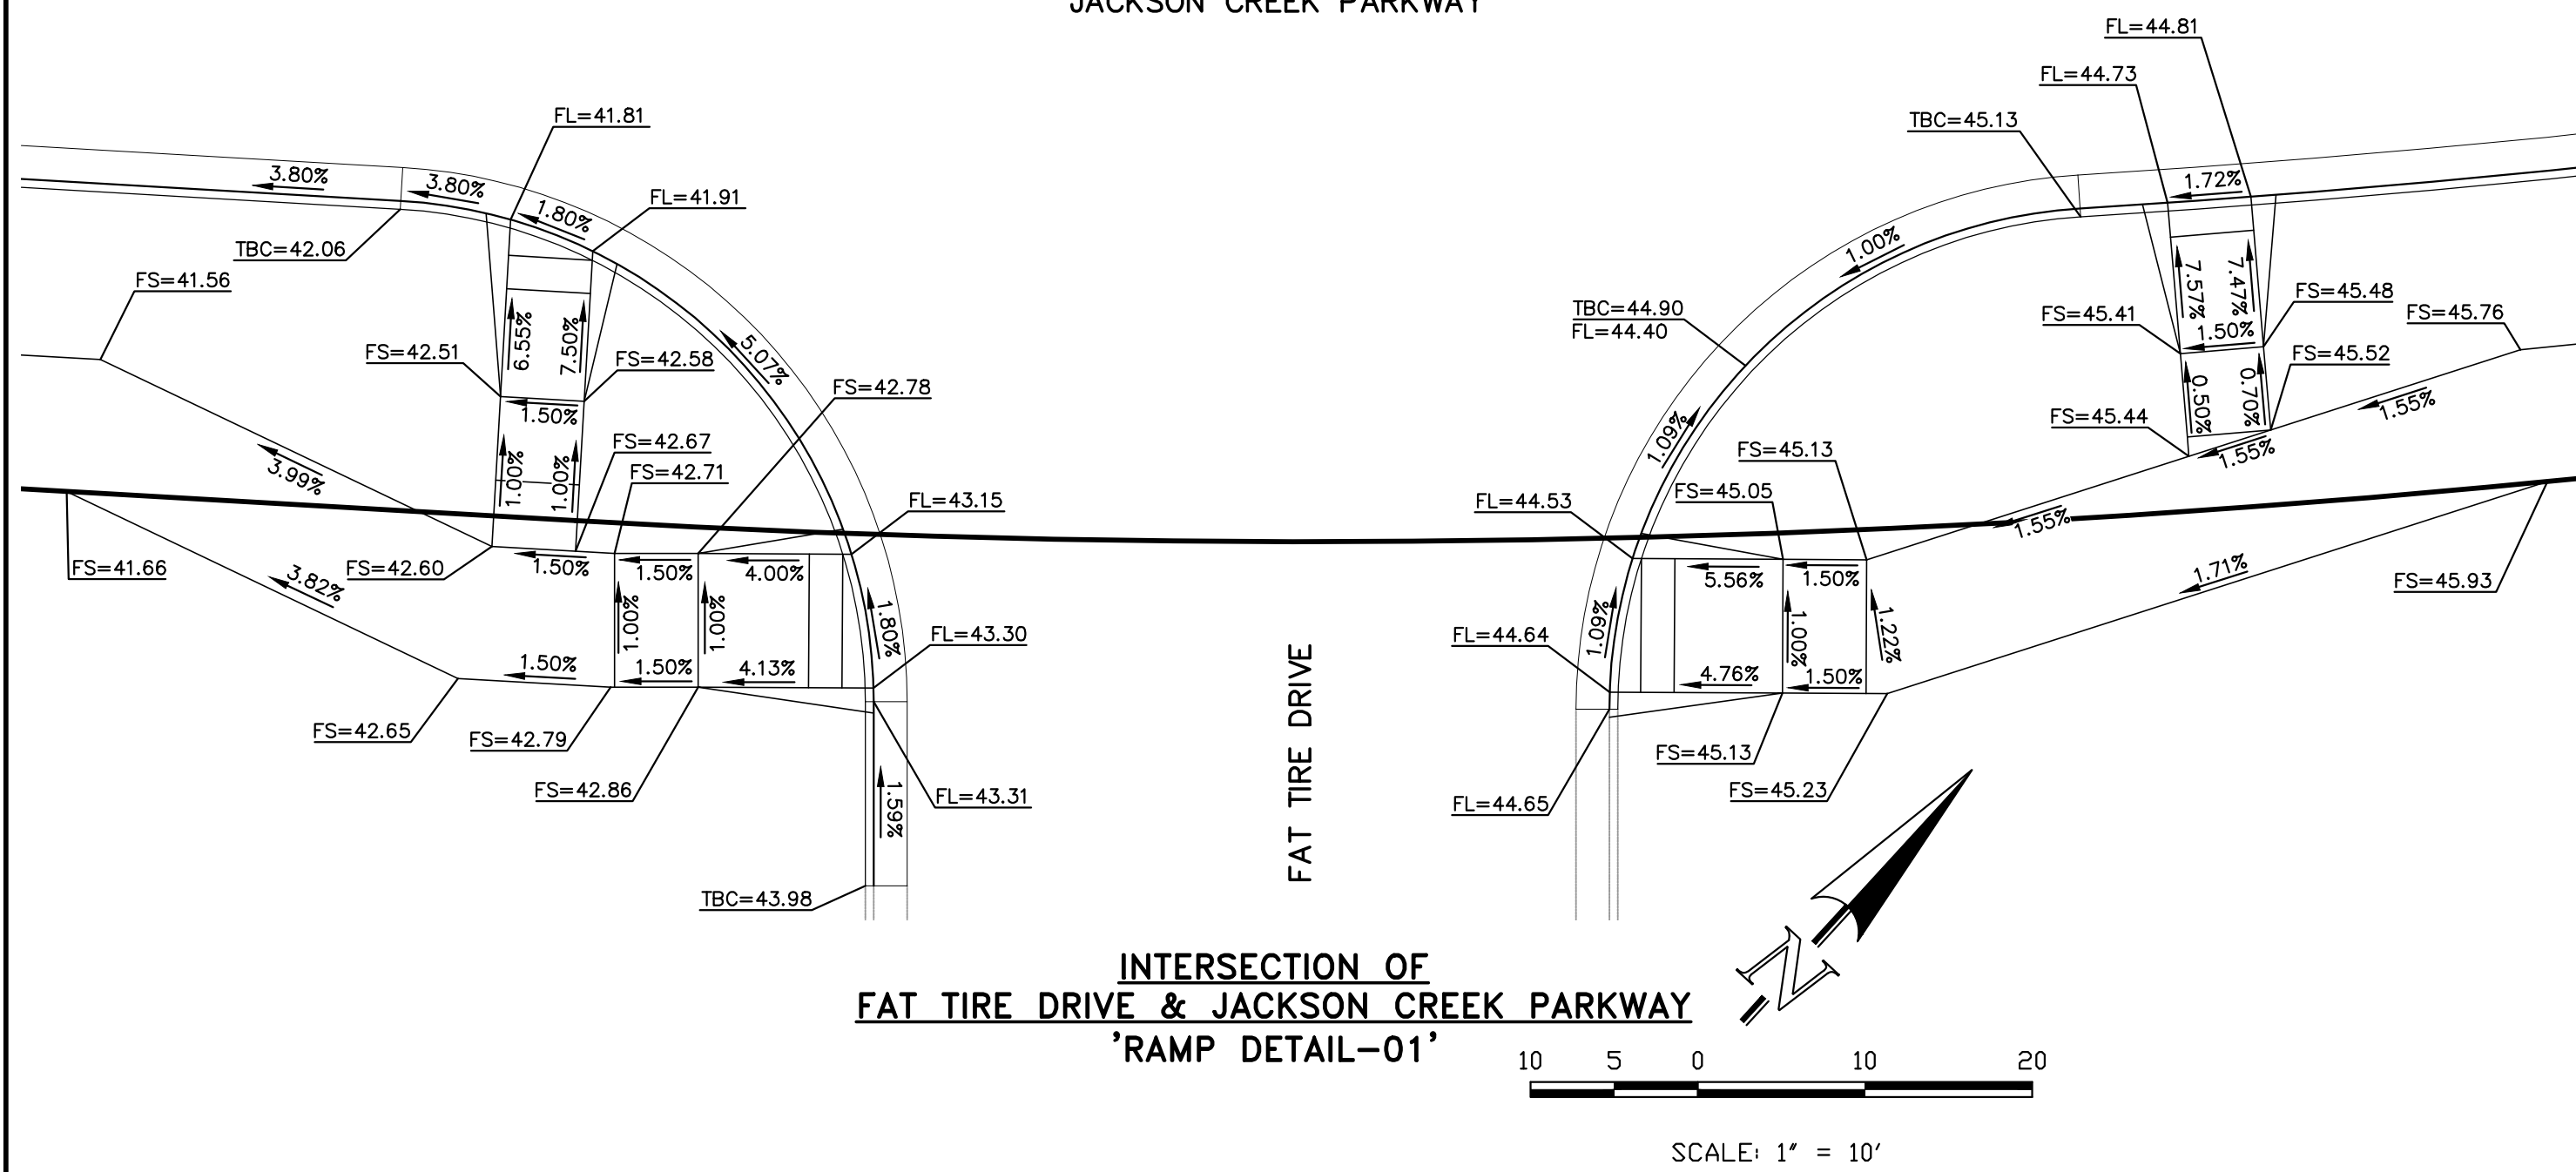 JACKSON CREEK PARKWAY
FL=44.81
FL=44.73
TBC=45.13
FL=41.81
3.80%
3.80%
1.80%
FL=41.91
1.72%
TBC=42.06
1.00%
FS=41.56
7.57%
7.47%
FS=45.48
FS=45.41
1.50%
FS=45.76
TBC=44.90
FL=44.40
6.55%
7.50%
FS=42.51
FS=42.58
5.07%
FS=42.78
FS=45.52
0.50%
0.70%
1.55%
1.50%
FS=45.44
1.55%
FS=42.67
FS=42.71
3.99%
1.00%
1.00%
1.09%
FS=45.13
FS=45.05
FL=43.15
FL=44.53
1.55%
FS=41.66
3.82%
FS=42.60
1.50%
1.50%
4.00%
5.56%
1.50%
1.71%
FS=45.93
1.00%
1.00%
1.80%
FL=43.30
1.09%
FL=44.64
1.00%
1.22%
1.50%
1.50%
4.13%
4.76%
1.50%
FS=42.65
FS=42.79
FS=42.86
FL=43.31
1.59%
FAT TIRE DRIVE
FS=45.13
FS=45.23
FL=44.65
TBC=43.98
INTERSECTION OF
FAT TIRE DRIVE & JACKSON CREEK PARKWAY
'RAMP DETAIL-01'
N
10 5 0 10 20
SCALE: 1" = 10'